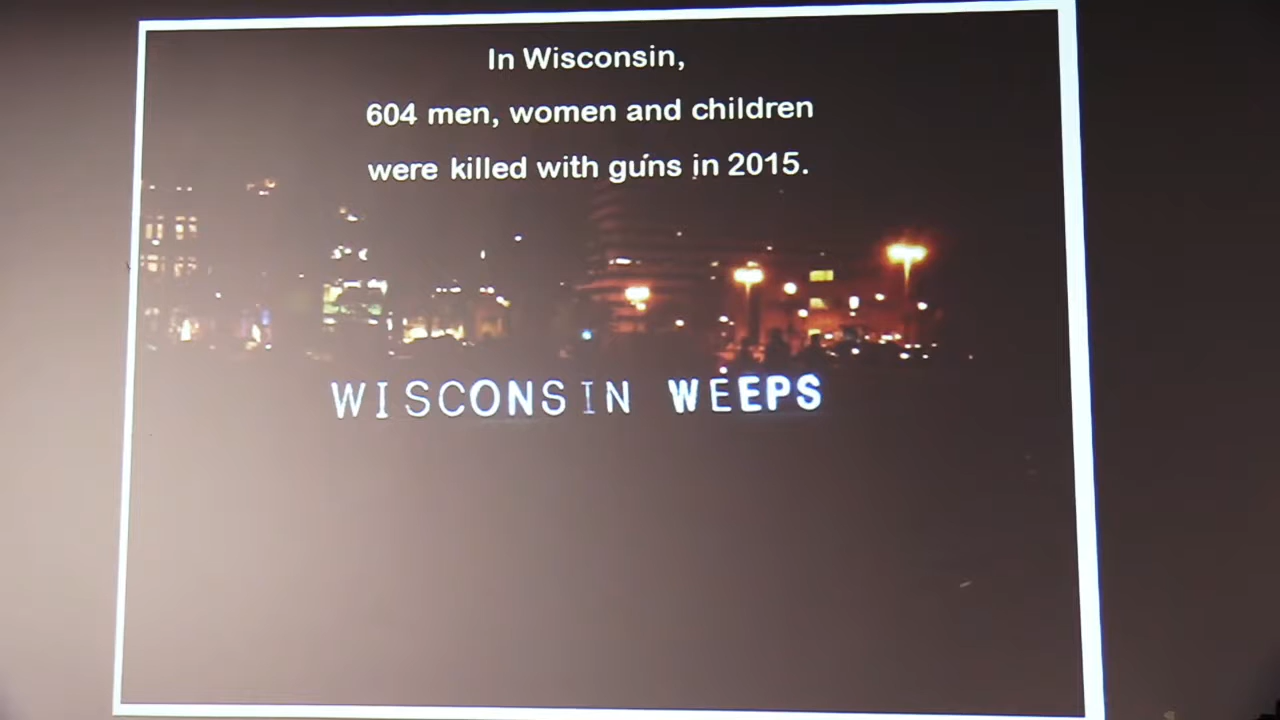 In Wisconsin,
604 men, women and children
were killed with guns in 2015.
WISCONSIN WEEPS